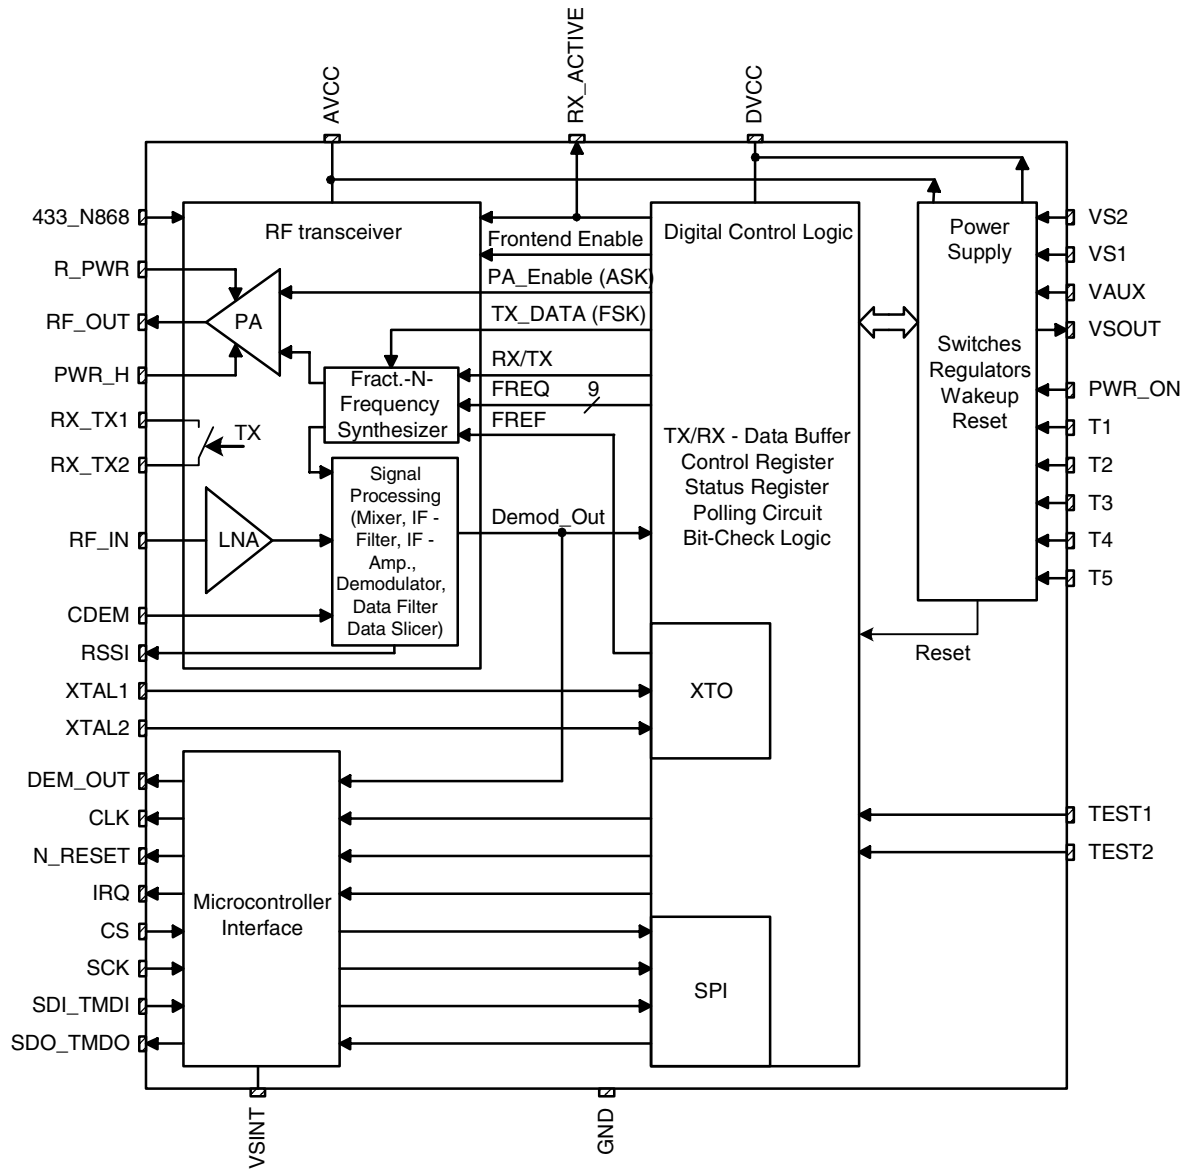 AVCC
RX_ACTIVE
DVCC
433_N868
R_PWR
RF_OUT
PWR_H
RX_TX1
RX_TX2
RF_IN
CDEM
RSSI
XTAL1
XTAL2
DEM_OUT
CLK
N_RESET
IRQ
CS
SCK
SDI_TMDI
SDO_TMDO
RF transceiver
PA
TX
LNA
Fract.-N-
Frequency
Synthesizer
Signal
Processing
(Mixer, IF -
Filter, IF -
Amp.,
Demodulator,
Data Filter
Data Slicer)
Frontend Enable
PA_Enable (ASK)
TX_DATA (FSK)
RX/TX
FREQ
9
FREF
Demod_Out
Digital Control Logic
TX/RX - Data Buffer
Control Register
Status Register
Polling Circuit
Bit-Check Logic
XTO
SPI
Microcontroller
Interface
Power
Supply
Switches
Regulators
Wakeup
Reset
Reset
VS2
VS1
VAUX
VSOUT
PWR_ON
T1
T2
T3
T4
T5
TEST1
TEST2
VSINT
GND